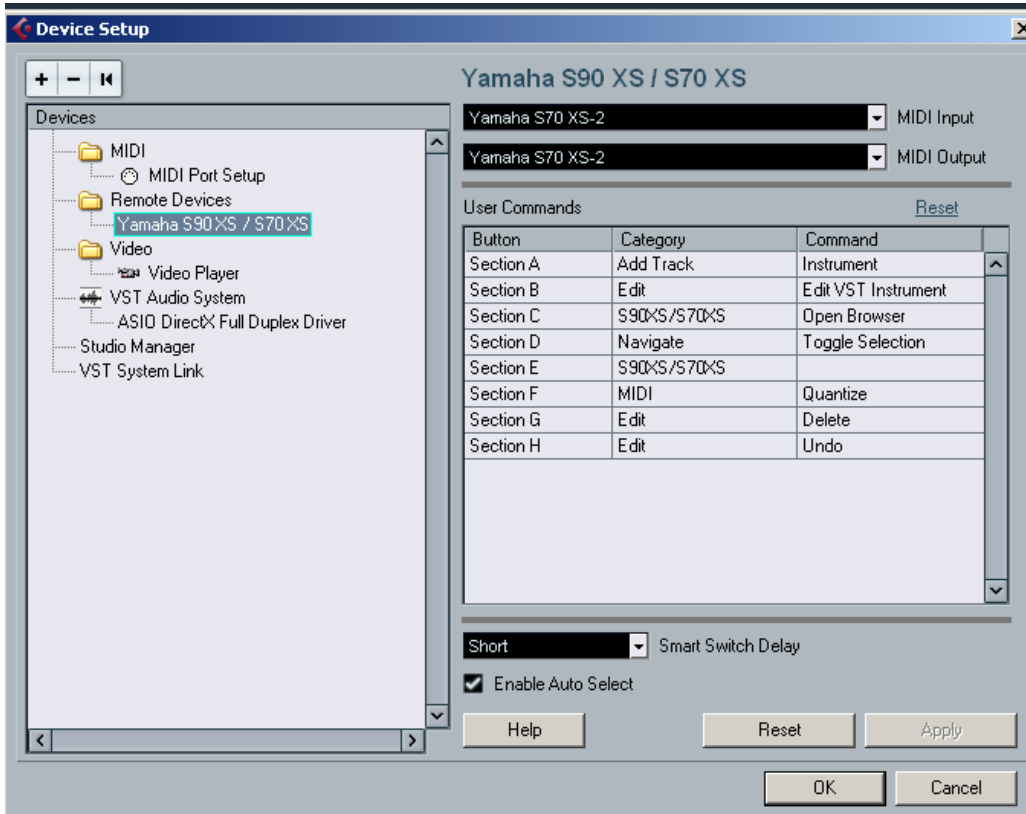 Device Setup
+ −
Devices
MIDI
MIDI Port Setup
Remote Devices
Yamaha S90 XS / S70 XS
Video
Video Player
VST Audio System
ASIO DirectX Full Duplex Driver
Studio Manager
VST System Link
Yamaha S90 XS / S70 XS
Yamaha S70 XS-2 MIDI Input
Yamaha S70 XS-2 MIDI Output
User Commands Reset
Button Category Command
Section A Add Track Instrument
Section B Edit Edit VST Instrument
Section C S90XS/S70XS Open Browser
Section D Navigate Toggle Selection
Section E S90XS/S70XS
Section F MIDI Quantize
Section G Edit Delete
Section H Edit Undo
Short Smart Switch Delay
Enable Auto Select
Help Reset Apply
OK Cancel